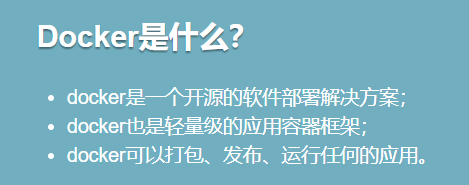 Docker是什么？
docker是一个开源的软件部署解决方案；
docker也是轻量级的应用容器框架；
docker可以打包、发布、运行任何的应用。